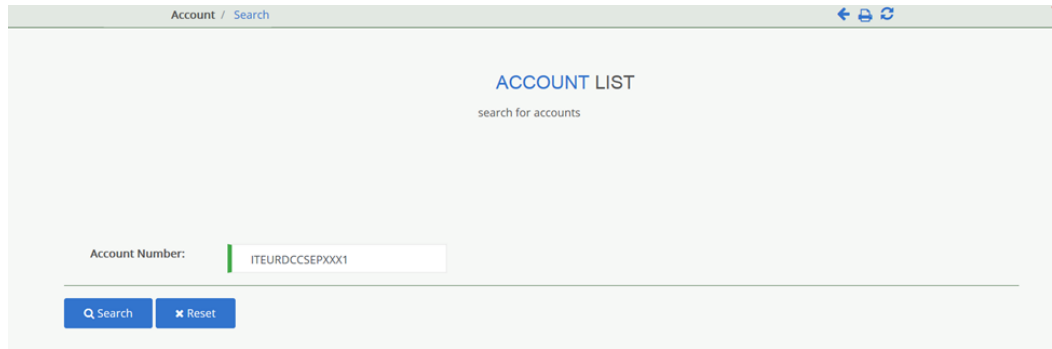 Account / Search
ACCOUNT LIST
search for accounts
Account Number:
ITEURDCCSEPXXX1
Search
Reset